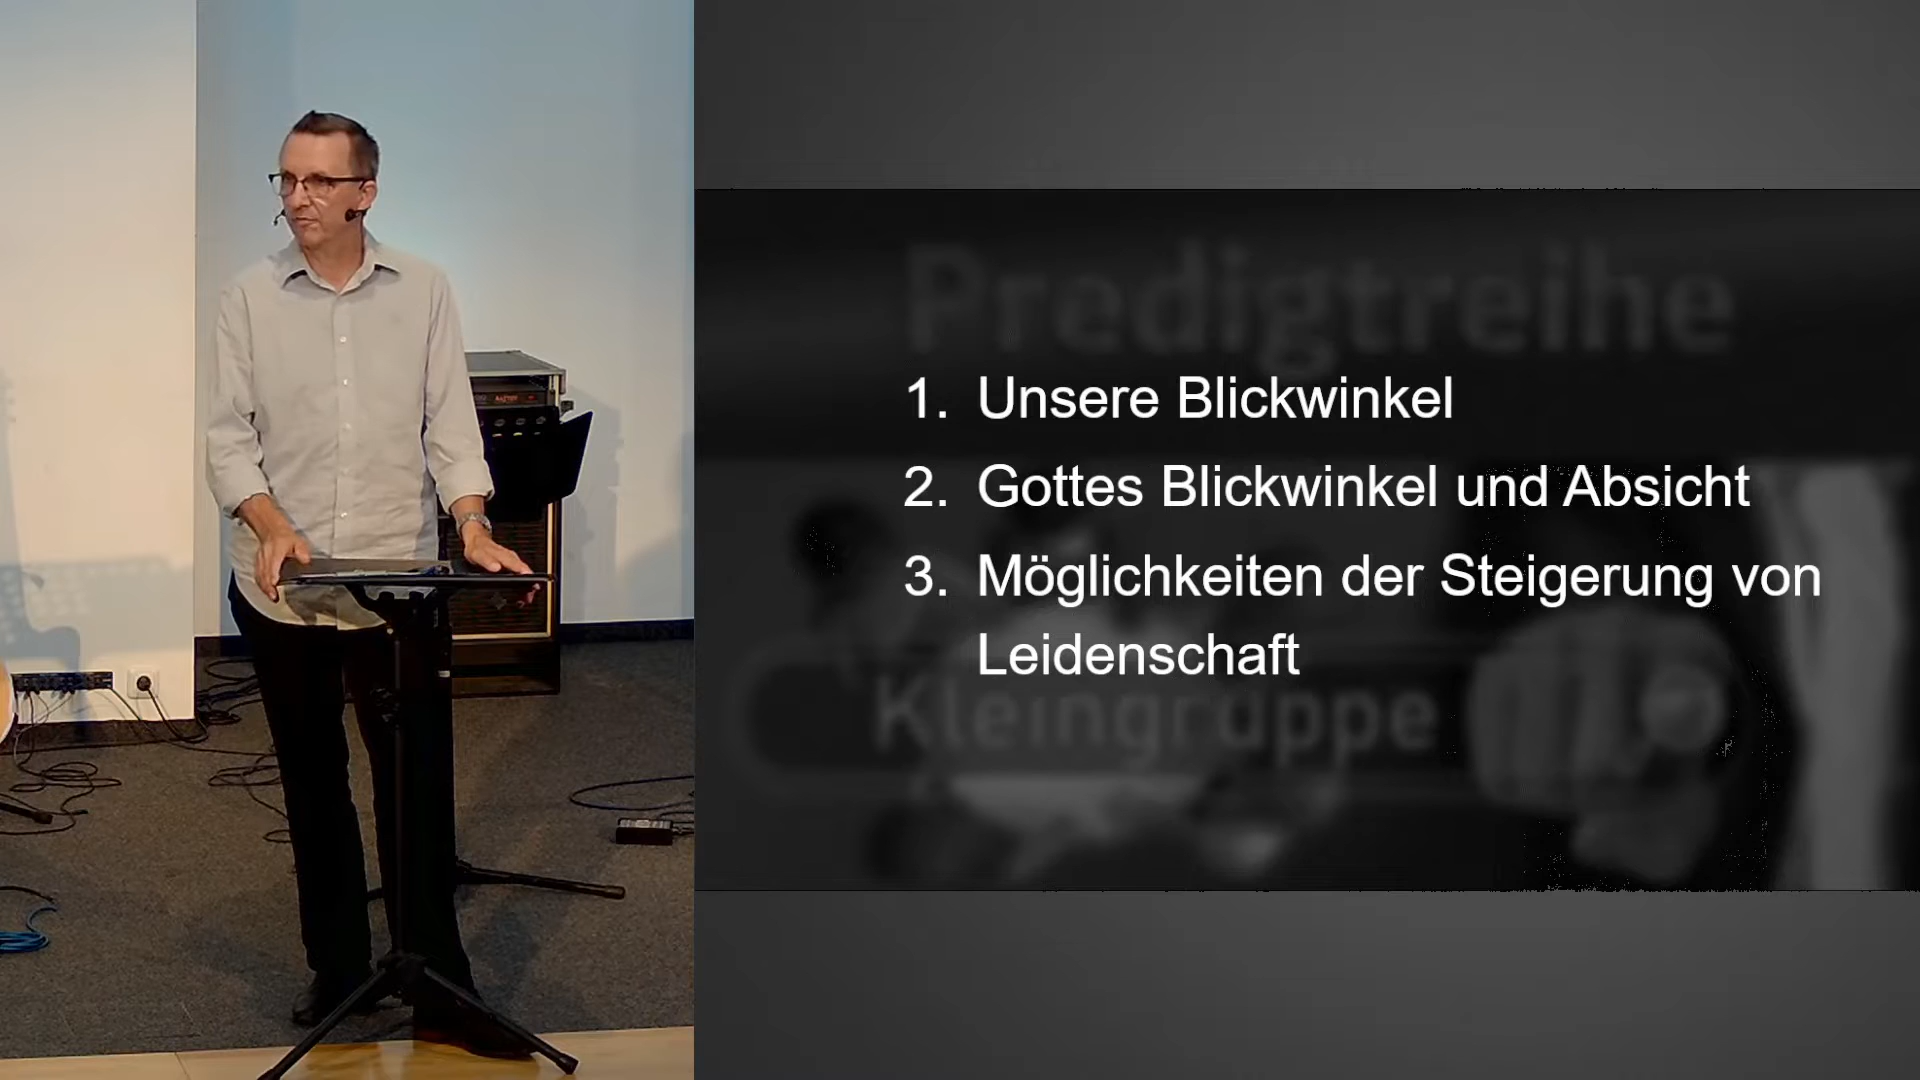 Predigtreihe
1. Unsere Blickwinkel
2. Gottes Blickwinkel und Absicht
3. Möglichkeiten der Steigerung von
Leidenschaft
Kleingruppe